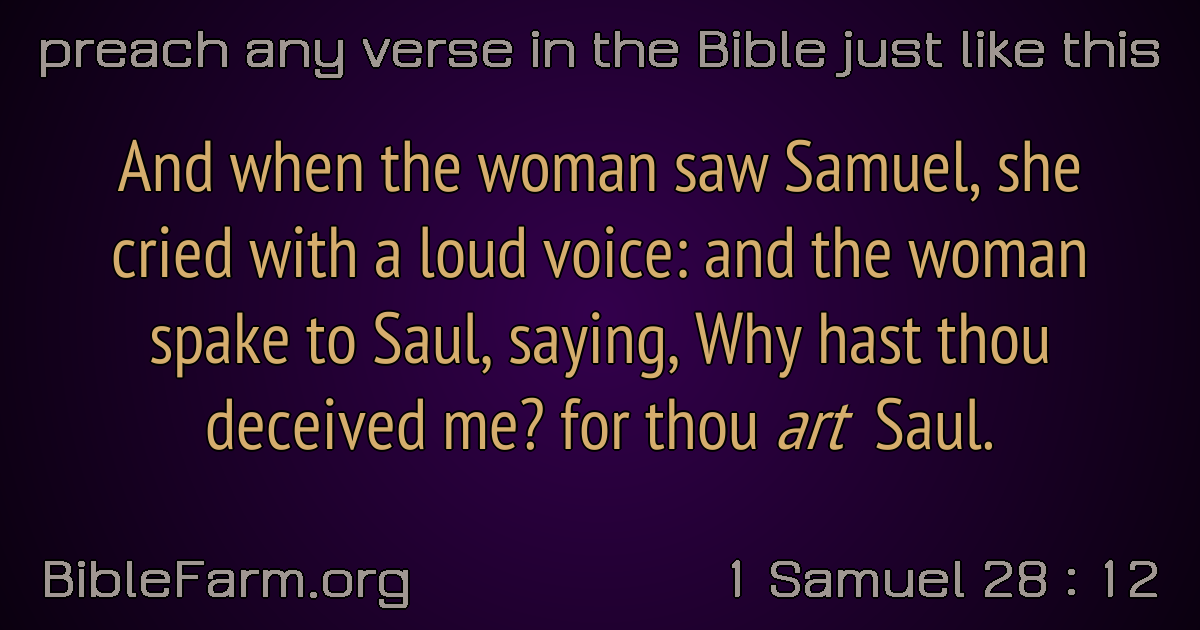 preach any verse in the Bible just like this
And when the woman saw Samuel, she
cried with a loud voice: and the woman
spake to Saul, saying, Why hast thou
deceived me? for thou art Saul.
BibleFarm.org
1 Samuel 28 : 12